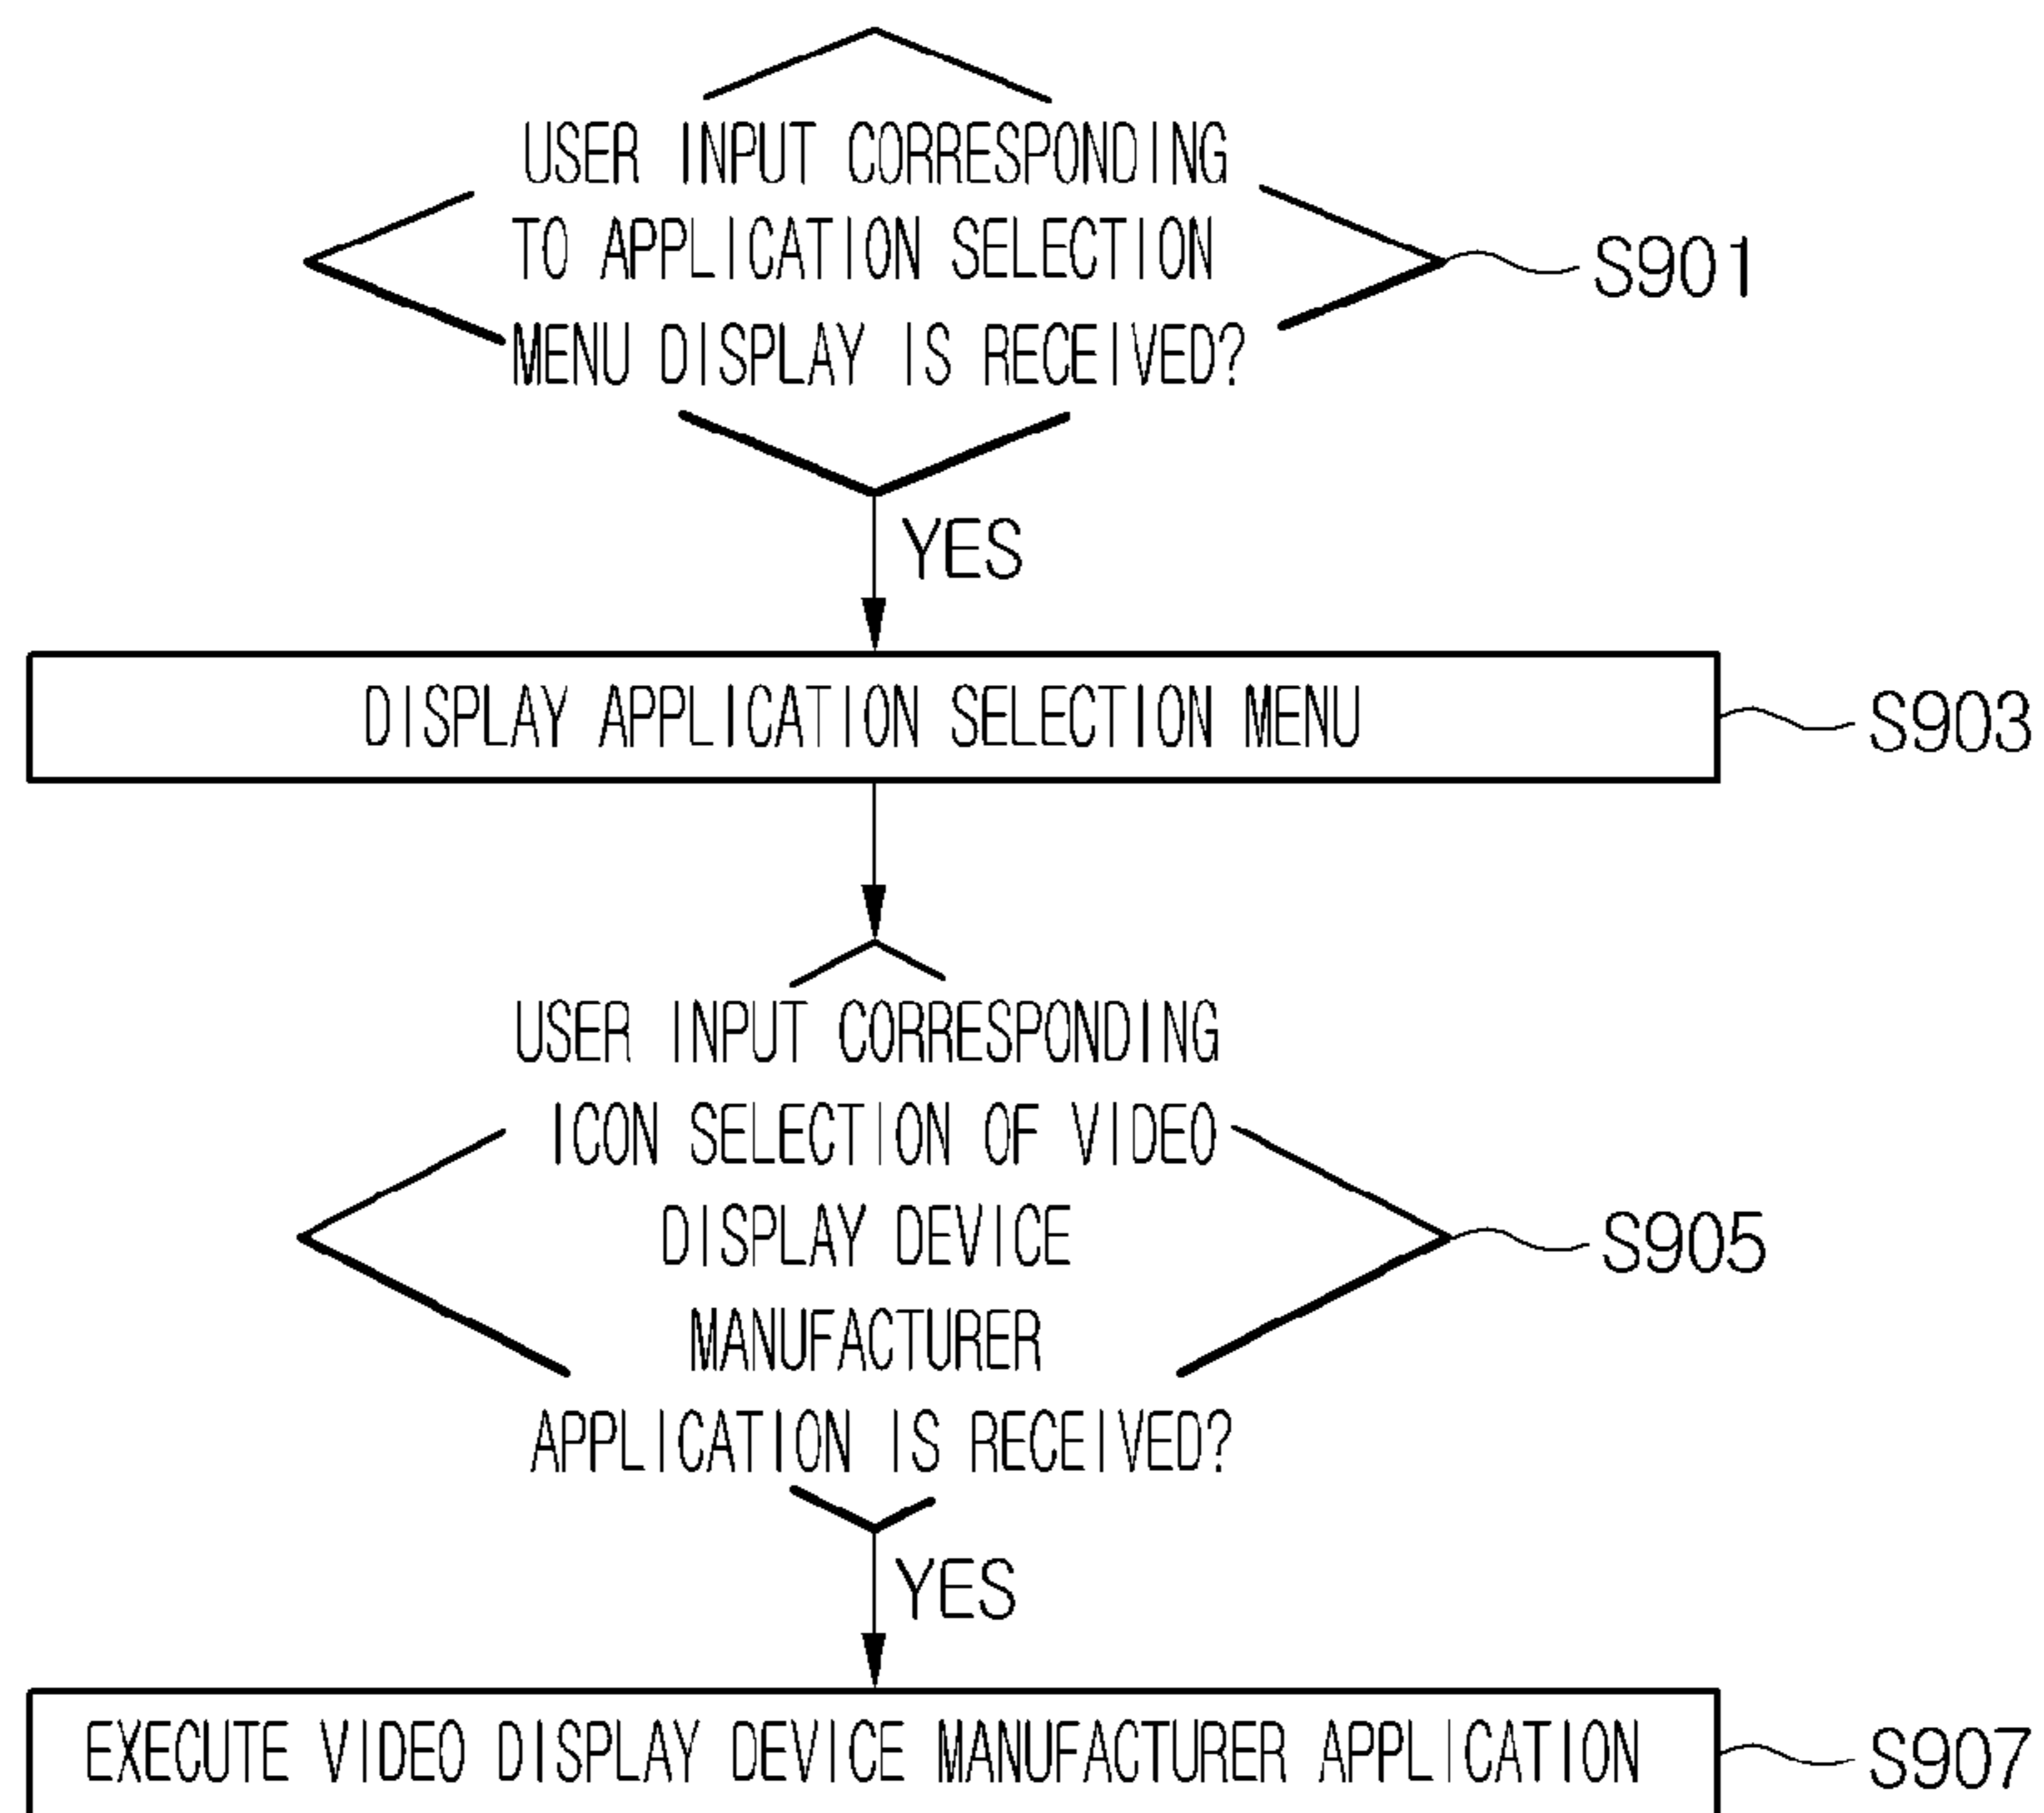 USER INPUT CORRESPONDING
TO APPLICATION SELECTION
MENU DISPLAY IS RECEIVED?
S901
YES
DISPLAY APPLICATION SELECTION MENU
S903
USER INPUT CORRESPONDING
ICON SELECTION OF VIDEO
DISPLAY DEVICE
MANUFACTURER
APPLICATION IS RECEIVED?
S905
YES
EXECUTE VIDEO DISPLAY DEVICE MANUFACTURER APPLICATION
S907